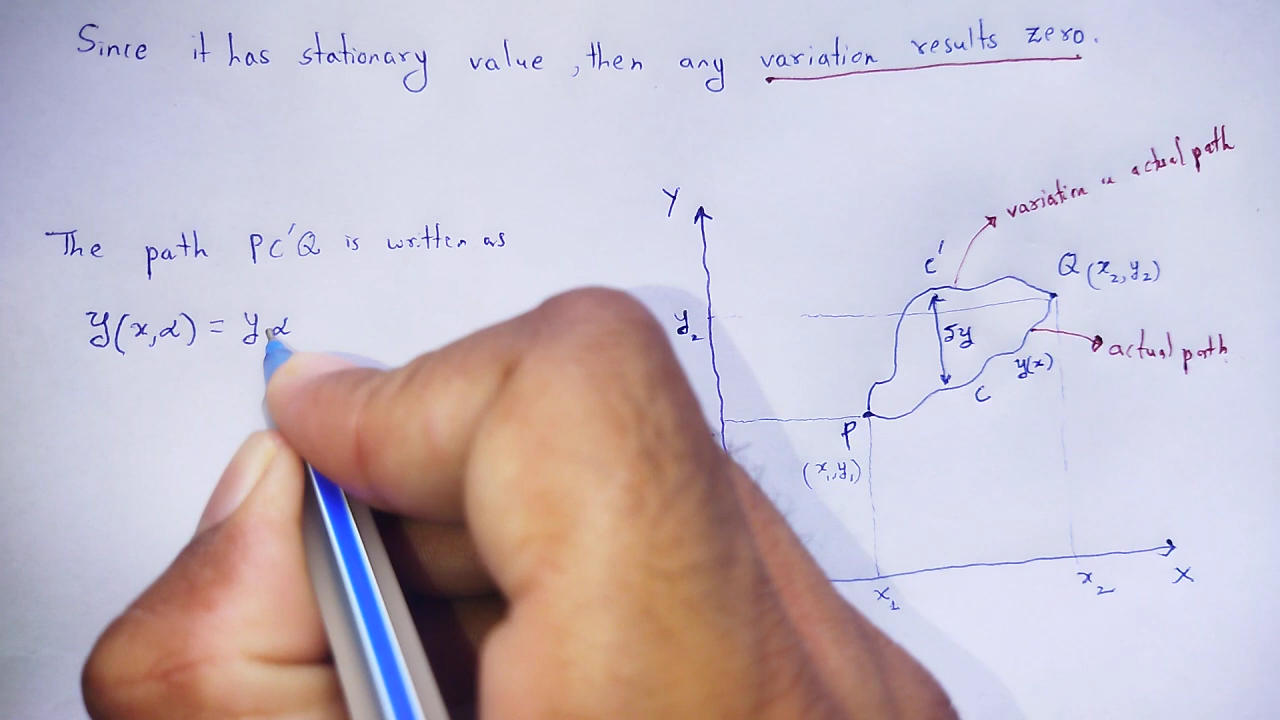 Since it has stationary value, then any variation results zero.
variation in actual path
Y
The path PC'Q is written as
C'
Q (x₂, y₂)
y(x,α) = y α
y₂
δy
actual path
y(x)
C
P
(x₁, y₁)
x₁
x₂
X